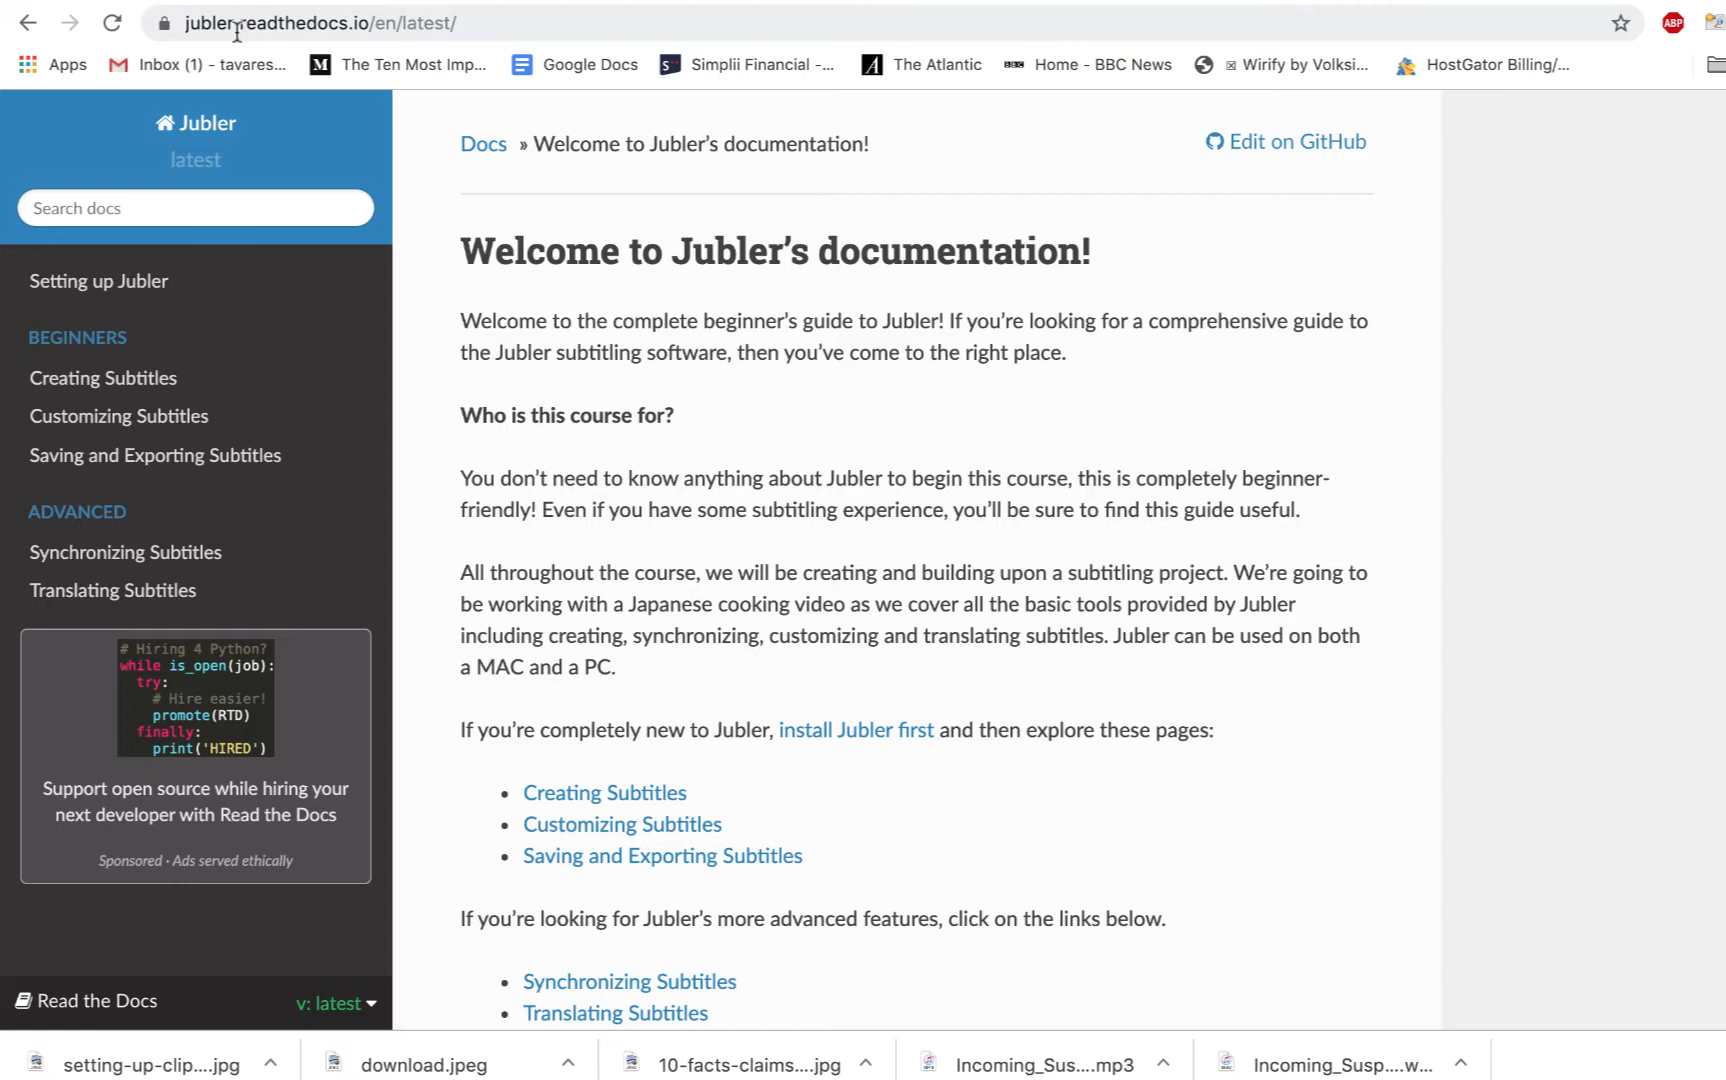 jubler.readthedocs.io/en/latest/
ABP
Apps
Inbox (1) - tavares...
M
The Ten Most Imp...
Google Docs
Simplii Financial -...
A
The Atlantic
BBC
Home - BBC News
Wirify by Volksi...
HostGator Billing/...
Jubler
latest
Search docs
Setting up Jubler
BEGINNERS
Creating Subtitles
Customizing Subtitles
Saving and Exporting Subtitles
ADVANCED
Synchronizing Subtitles
Translating Subtitles
# Hiring 4 Python?
while is_open(job):
try:
# Hire easier!
promote(RTD)
finally:
print('HIRED')
Support open source while hiring your
next developer with Read the Docs
Sponsored · Ads served ethically
Read the Docs
v: latest
Docs » Welcome to Jubler’s documentation!
Edit on GitHub
Welcome to Jubler’s documentation!
Welcome to the complete beginner’s guide to Jubler! If you’re looking for a comprehensive guide to
the Jubler subtitling software, then you’ve come to the right place.
Who is this course for?
You don’t need to know anything about Jubler to begin this course, this is completely beginner-
friendly! Even if you have some subtitling experience, you’ll be sure to find this guide useful.
All throughout the course, we will be creating and building upon a subtitling project. We’re going to
be working with a Japanese cooking video as we cover all the basic tools provided by Jubler
including creating, synchronizing, customizing and translating subtitles. Jubler can be used on both
a MAC and a PC.
If you’re completely new to Jubler, install Jubler first and then explore these pages:
• Creating Subtitles
• Customizing Subtitles
• Saving and Exporting Subtitles
If you’re looking for Jubler’s more advanced features, click on the links below.
• Synchronizing Subtitles
• Translating Subtitles
setting-up-clip....jpg
download.jpeg
10-facts-claims....jpg
Incoming_Sus....mp3
Incoming_Susp....w...